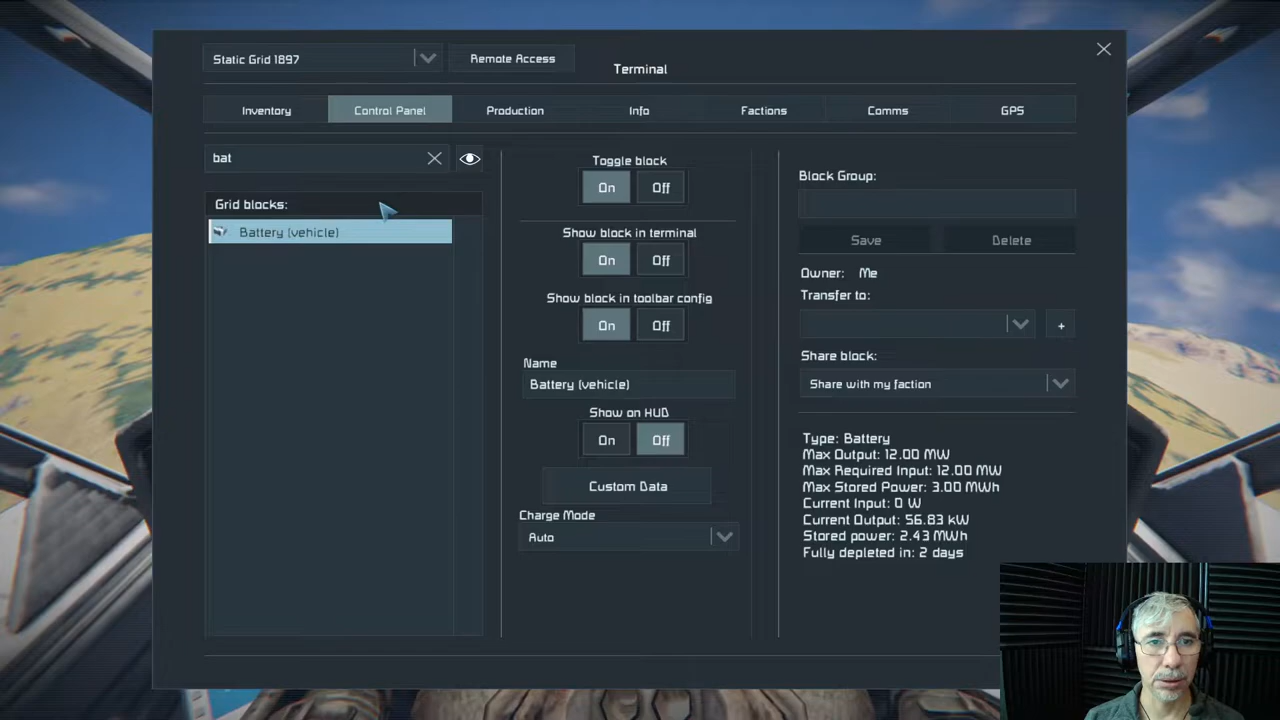 Static Grid 1897
Remote Access
Terminal
Inventory
Control Panel
Production
Info
Factions
Comms
GPS
bat
Grid blocks:
Battery (vehicle)
Toggle block
On
Off
Show block in terminal
On
Off
Show block in toolbar config
On
Off
Name
Battery (vehicle)
Show on HUD
On
Off
Custom Data
Charge Mode
Auto
Block Group:
Save
Delete
Owner: Me
Transfer to:
+
Share block:
Share with my faction
Type: Battery
Max Output: 12.00 MW
Max Required Input: 12.00 MW
Max Stored Power: 3.00 MWh
Current Input: 0 W
Current Output: 56.83 kW
Stored power: 2.43 MWh
Fully depleted in: 2 days